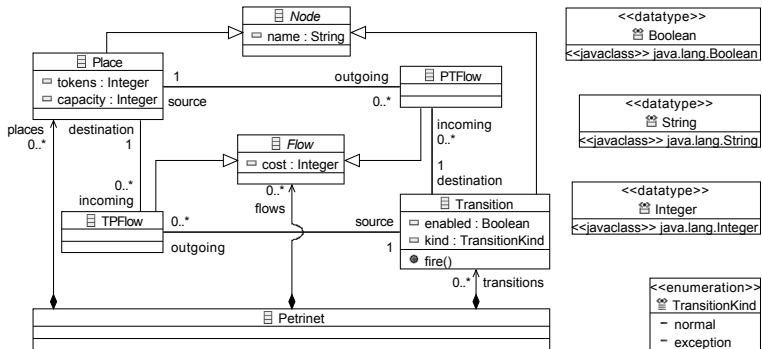 Node
name : String
Place
tokens : Integer
capacity : Integer
1
source
outgoing
0..*
PTFlow
places
0..*
destination
1
incoming
0..*
1
destination
Flow
cost : Integer
0..*
flows
0..*
incoming
TPFlow
0..*
outgoing
source
1
Transition
enabled : Boolean
kind : TransitionKind
fire()
0..* transitions
Petrinet
<<datatype>>
Boolean
<<javaclass>> java.lang.Boolean
<<datatype>>
String
<<javaclass>> java.lang.String
<<datatype>>
Integer
<<javaclass>> java.lang.Integer
<<enumeration>>
TransitionKind
normal
exception